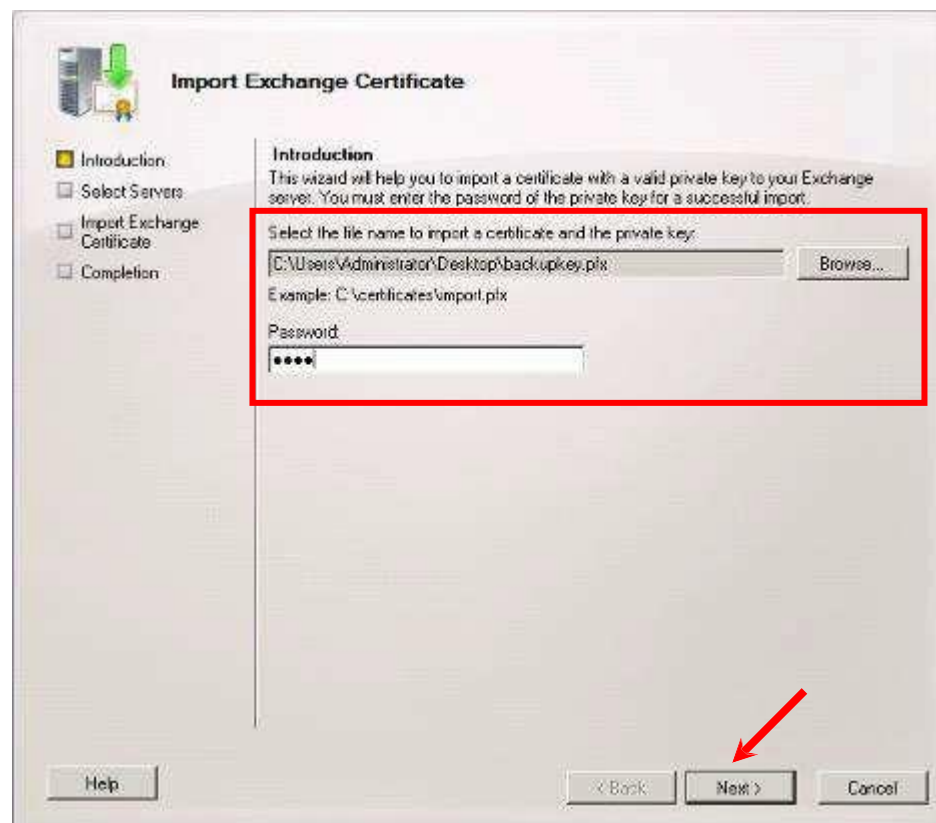 Import Exchange Certificate
Introduction
Select Servers
Import Exchange
Certificate
Completion
Introduction
This wizard will help you to import a certificate with a valid private key to your Exchange
server. You must enter the password of the private key for a successful import.
Select the file name to import a certificate and the private key:
C:\Users\Administrator\Desktop\backupkey.pfx
Browse...
Example: C:\certificates\import.pfx
Password:
••••
Help
< Back
Next >
Cancel